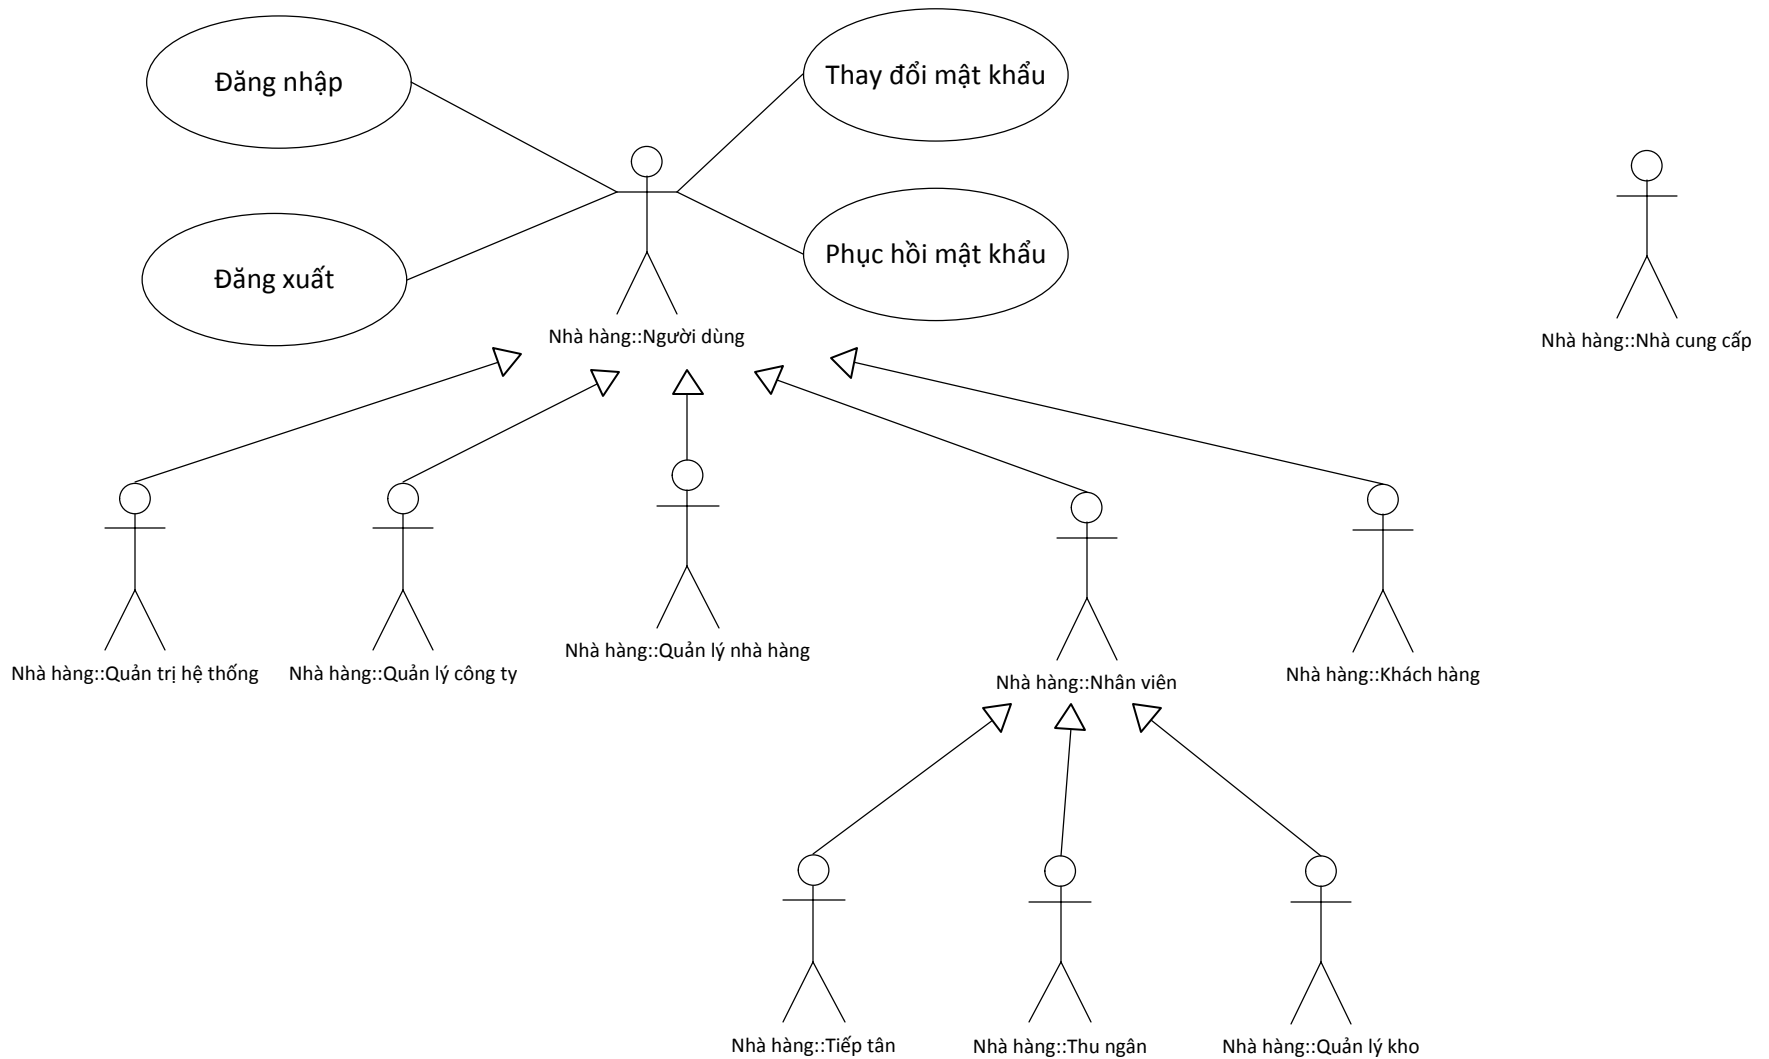 Đăng nhập
Thay đổi mật khẩu
Đăng xuất
Phục hồi mật khẩu
Nhà hàng::Người dùng
Nhà hàng::Nhà cung cấp
Nhà hàng::Quản trị hệ thống
Nhà hàng::Quản lý công ty
Nhà hàng::Quản lý nhà hàng
Nhà hàng::Nhân viên
Nhà hàng::Khách hàng
Nhà hàng::Tiếp tân
Nhà hàng::Thu ngân
Nhà hàng::Quản lý kho